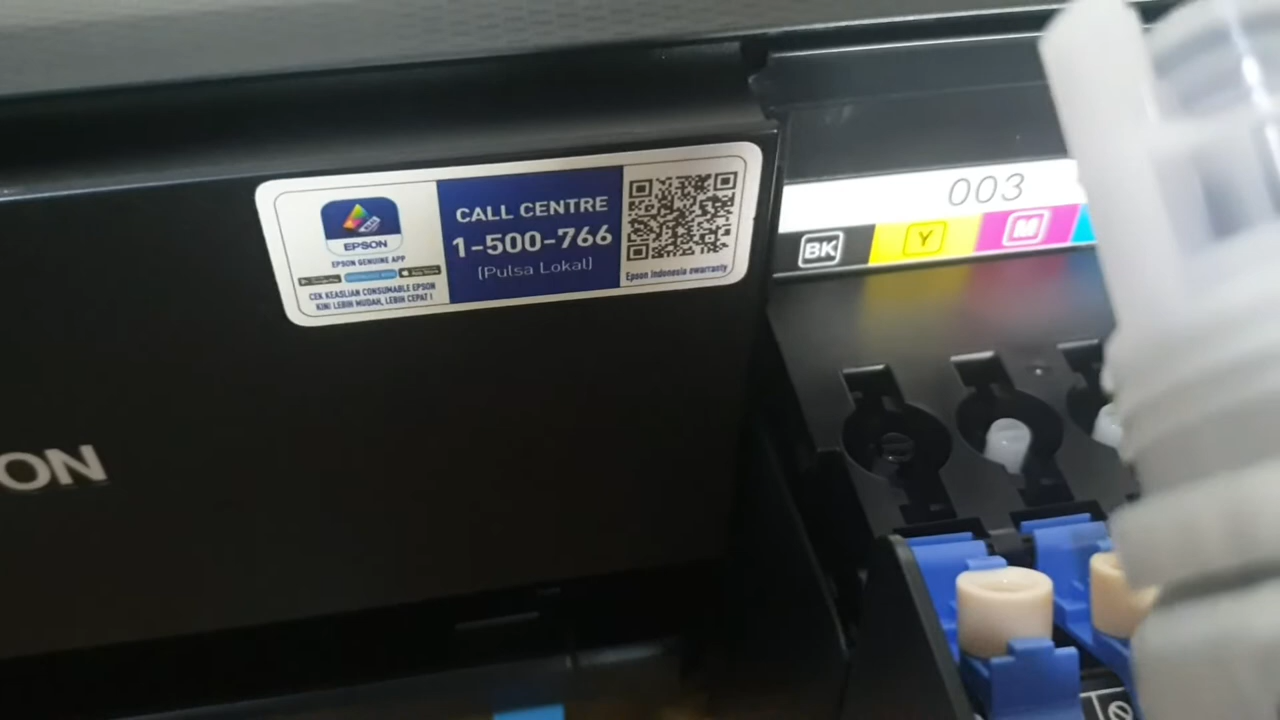 EPSON
EPSON GENUINE APP
CEK KEASLIAN CONSUMABLE EPSON
KINI LEBIH MUDAH, LEBIH CEPAT !
CALL CENTRE
1-500-766
(Pulsa Lokal)
Epson Indonesia ewarranty
003
BK
Y
M
ON